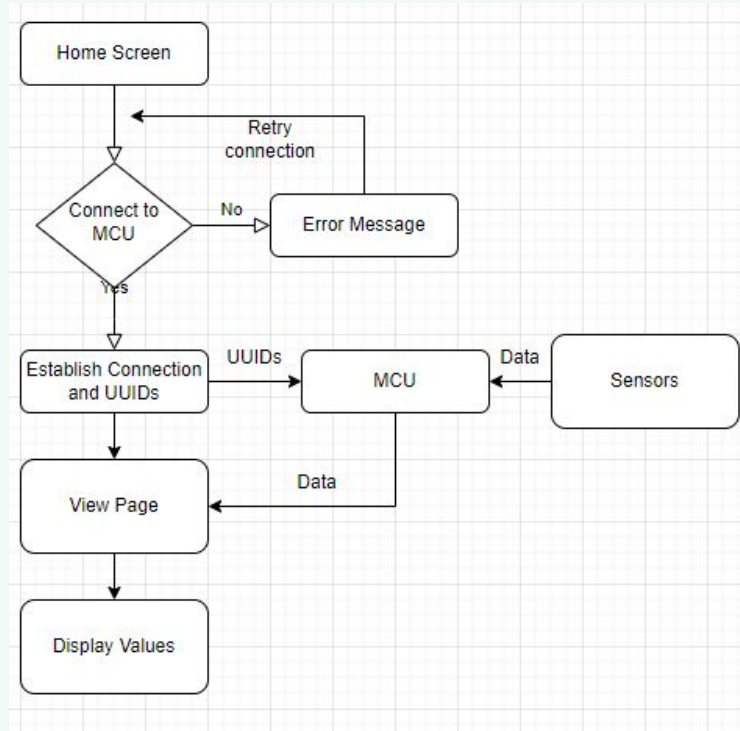 Home Screen
Retry
connection
Connect to
MCU
No
Error Message
Yes
Establish Connection
and UUIDs
UUIDs
MCU
Data
Sensors
View Page
Data
Display Values